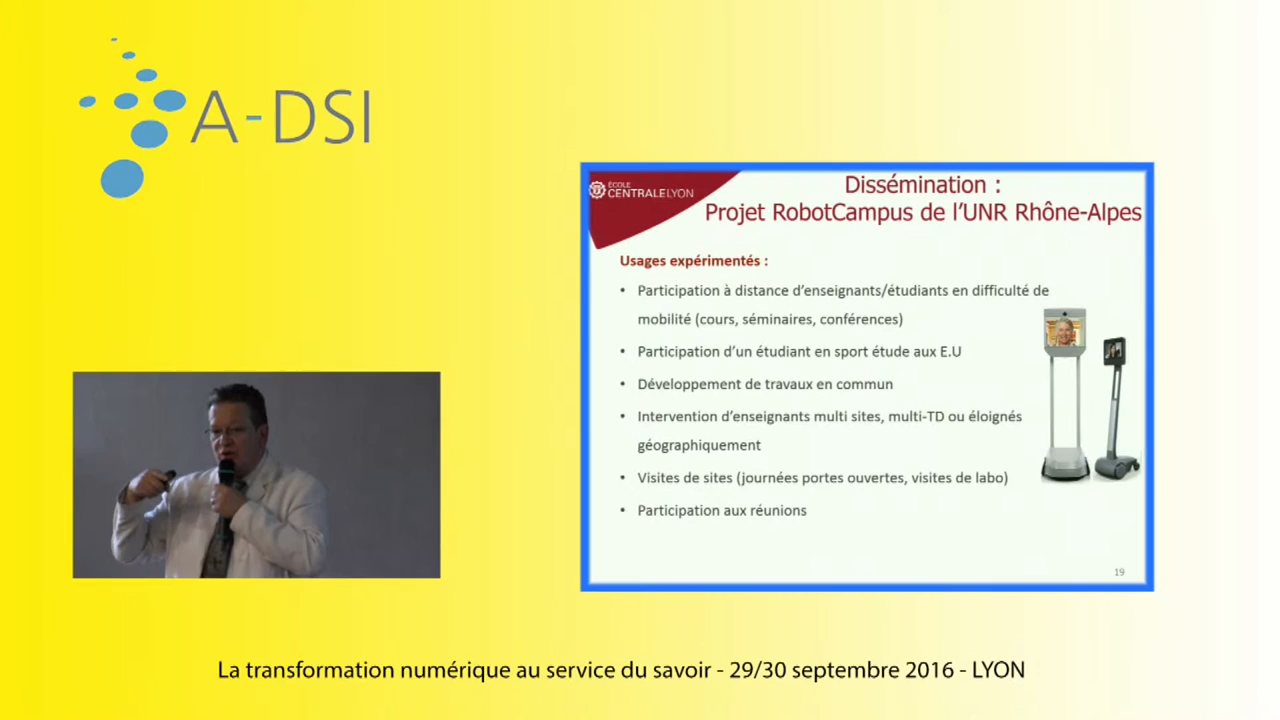 A-DSI
ÉCOLE
CENTRALELYON
Dissémination :
Projet RobotCampus de l'UNR Rhône-Alpes
Usages expérimentés :
• Participation à distance d'enseignants/étudiants en difficulté de
mobilité (cours, séminaires, conférences)
• Participation d'un étudiant en sport étude aux E.U
• Développement de travaux en commun
• Intervention d'enseignants multi sites, multi-TD ou éloignés
géographiquement
• Visites de sites (journées portes ouvertes, visites de labo)
• Participation aux réunions
19
La transformation numérique au service du savoir - 29/30 septembre 2016 - LYON